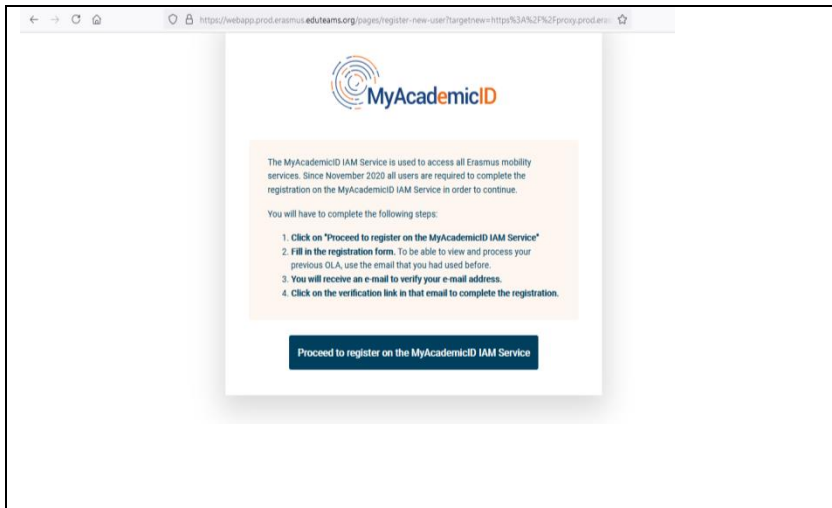 https://webapp.prod.erasmus.eduteams.org/pages/register-new-user?targetnew=https%3A%2F%2Fproxy.prod.eras
MyAcademicID
The MyAcademicID IAM Service is used to access all Erasmus mobility
services. Since November 2020 all users are required to complete the
registration on the MyAcademicID IAM Service in order to continue.
You will have to complete the following steps:
1. Click on "Proceed to register on the MyAcademicID IAM Service"
2. Fill in the registration form. To be able to view and process your
previous OLA, use the email that you had used before.
3. You will receive an e-mail to verify your e-mail address.
4. Click on the verification link in that email to complete the registration.
Proceed to register on the MyAcademicID IAM Service